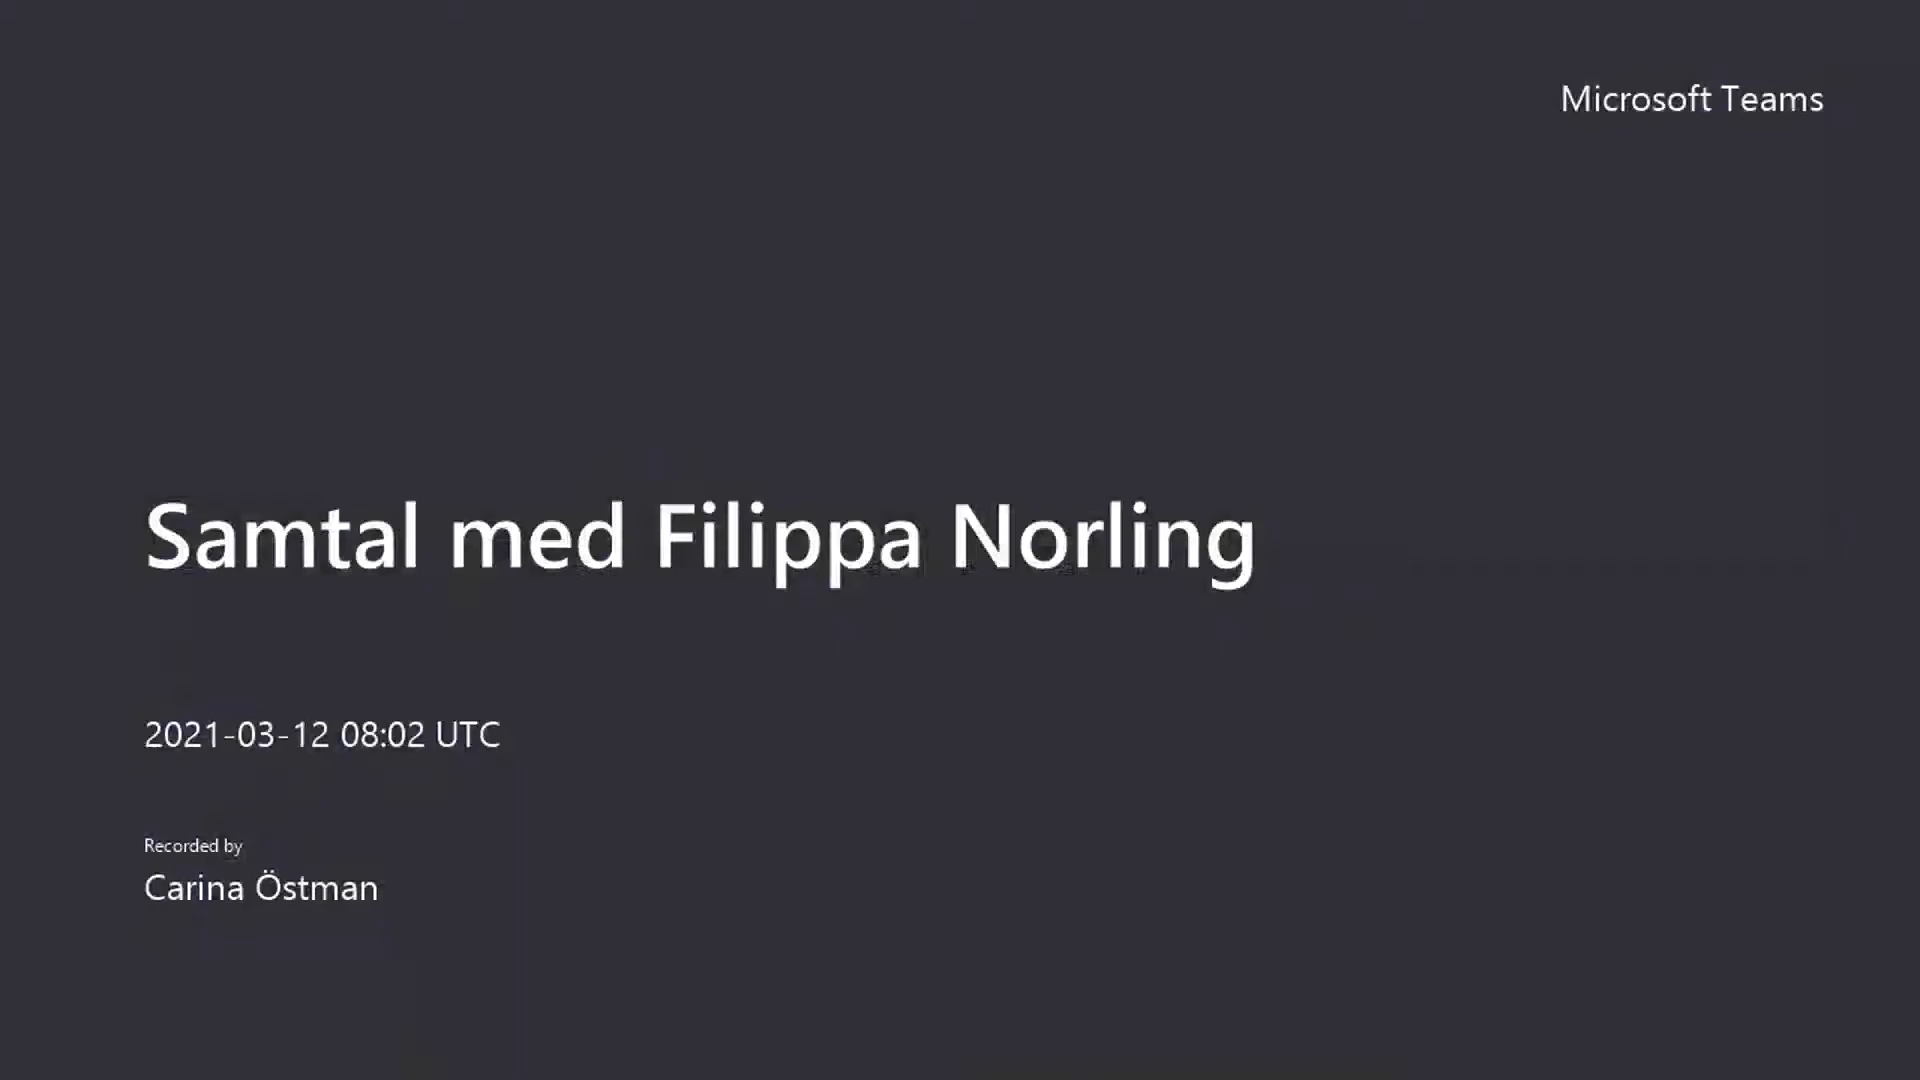 Microsoft Teams
Samtal med Filippa Norling
2021-03-12 08:02 UTC
Recorded by
Carina Östman